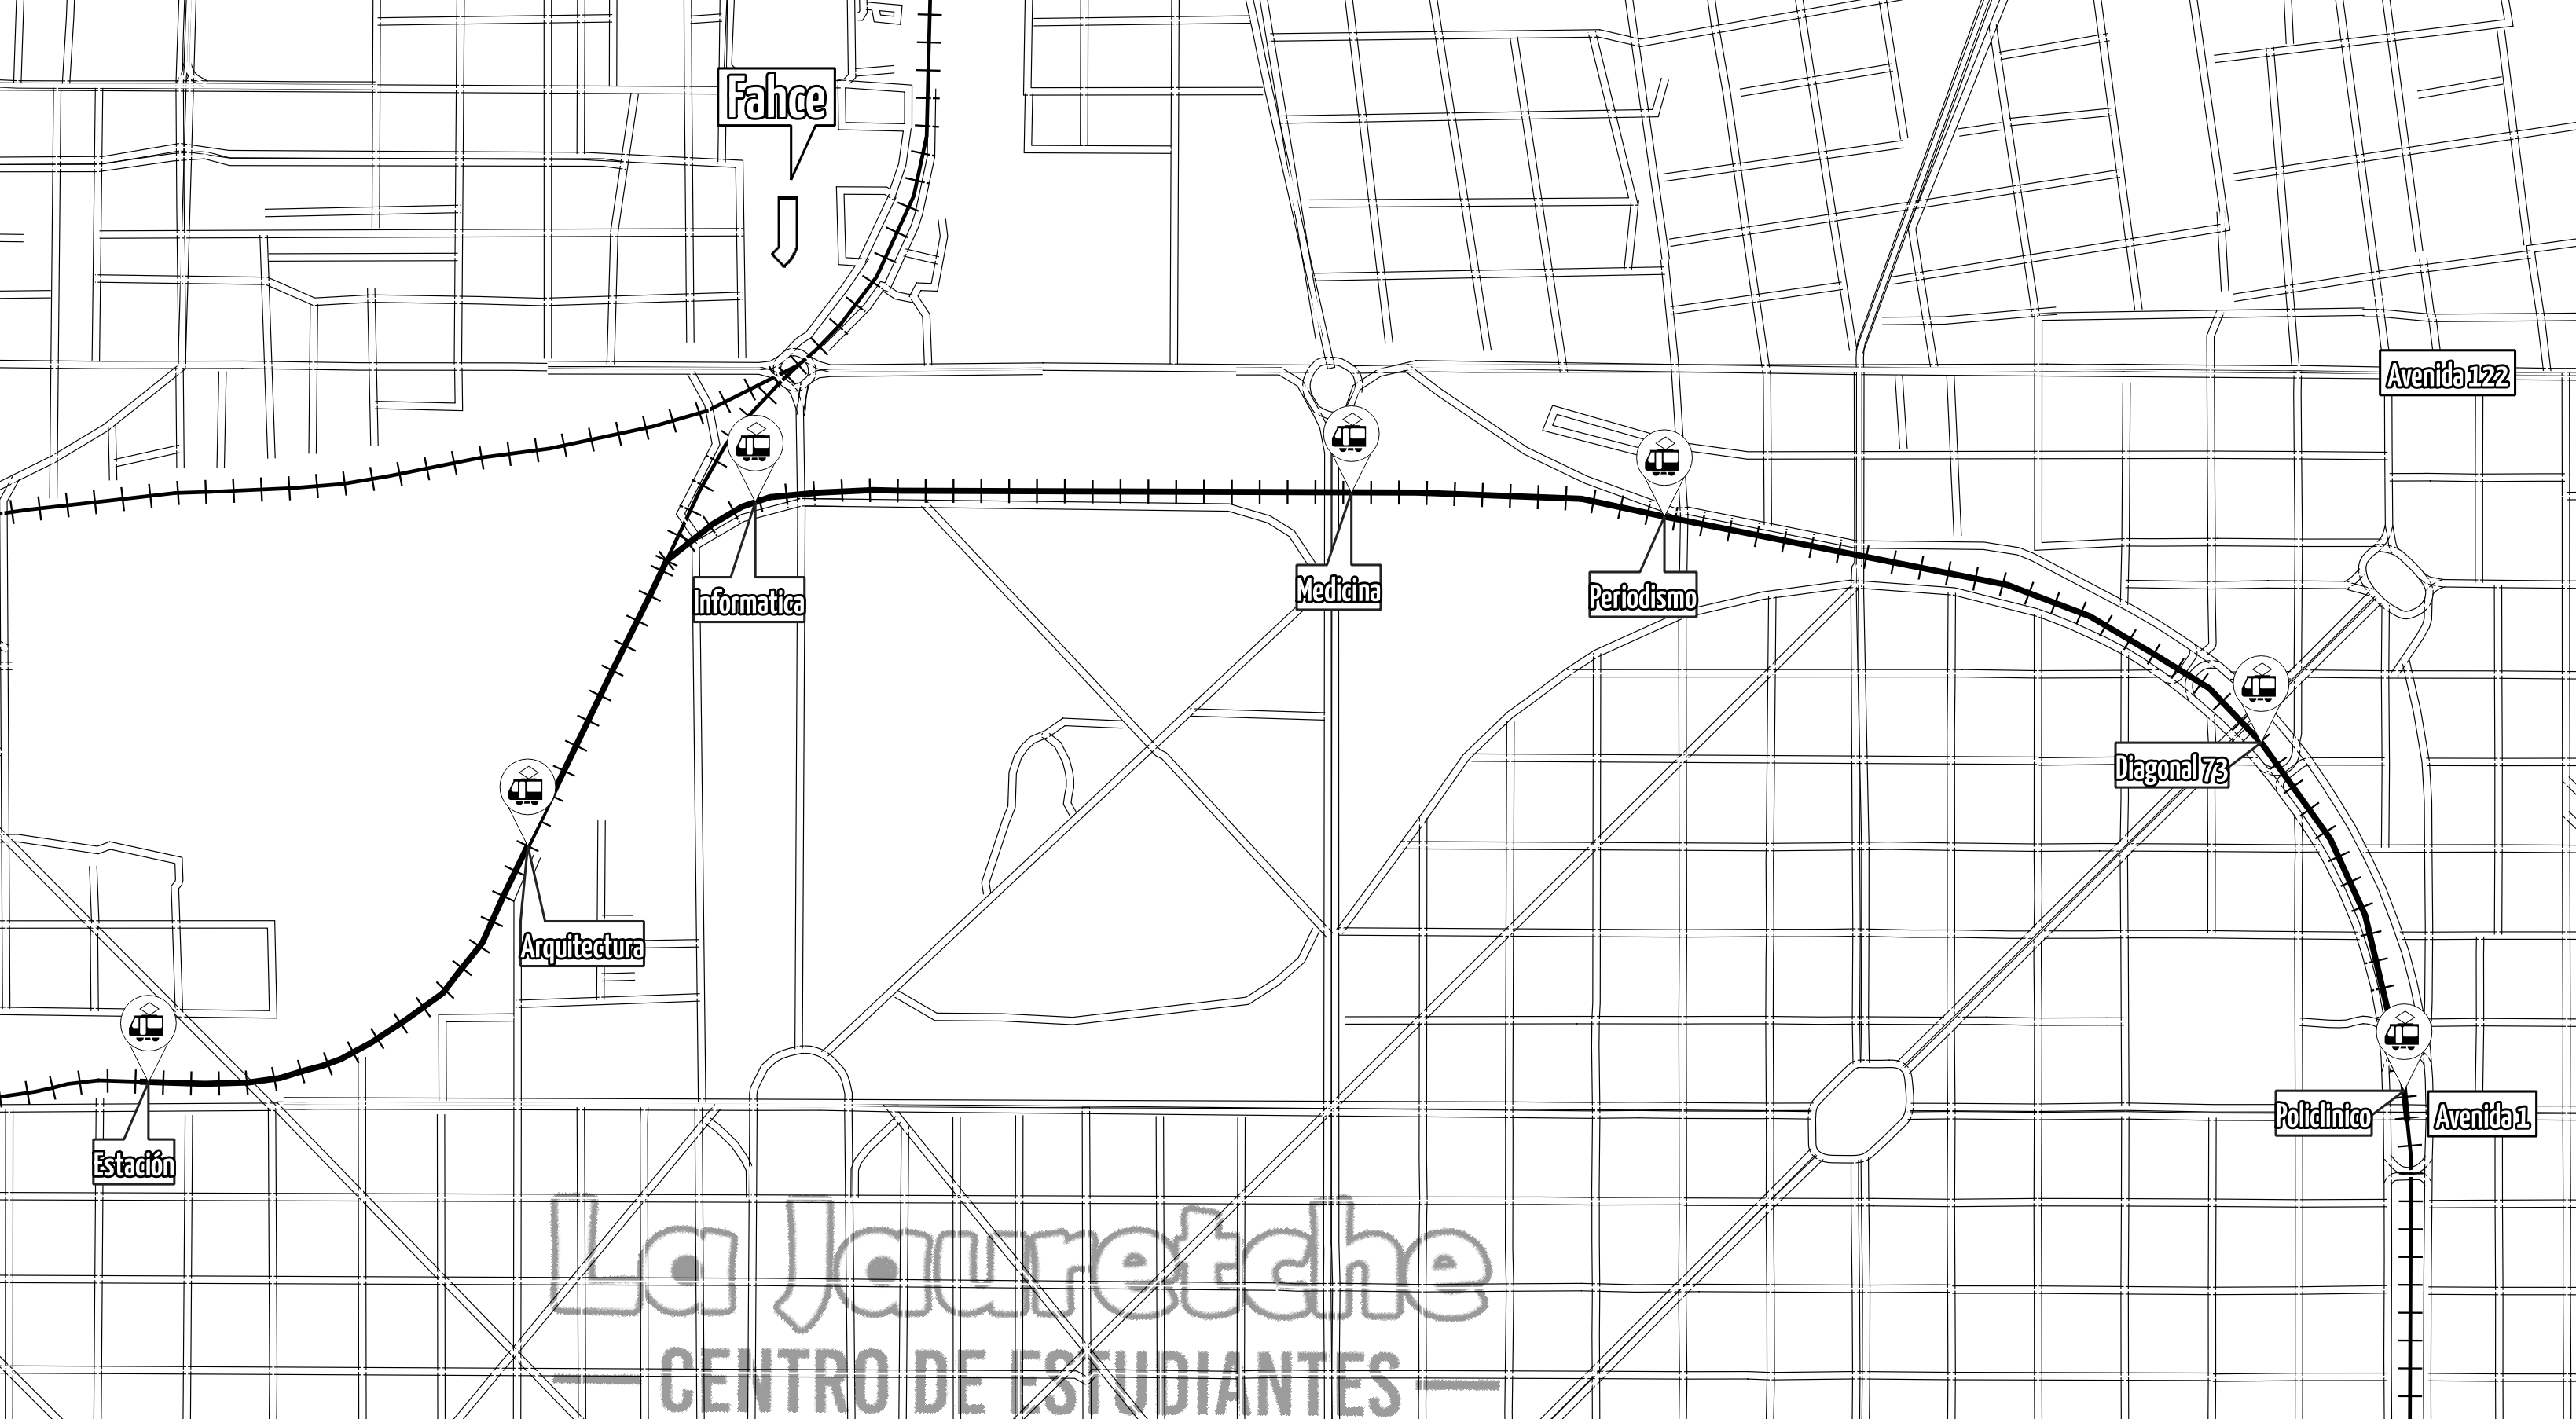 Fahce
Avenida 122
Informatica
Medicina
Periodismo
Diagonal 73
Arquitectura
Estación
Policlinico
Avenida 1
La Jauretche
CENTRO DE ESTUDIANTES